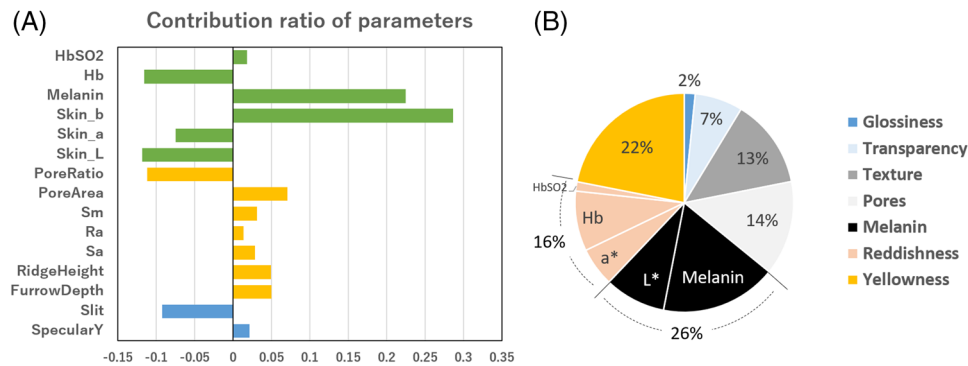 (A)
Contribution ratio of parameters
HbSO2
Hb
Melanin
Skin_b
Skin_a
Skin_L
PoreRatio
PoreArea
Sm
Ra
Sa
RidgeHeight
FurrowDepth
Slit
SpecularY
-0.15 -0.1 -0.05 0 0.05 0.1 0.15 0.2 0.25 0.3 0.35
(B)
2%
7%
13%
14%
Melanin
L*
26%
a*
Hb
HbSO2
16%
22%
Glossiness
Transparency
Texture
Pores
Melanin
Reddishness
Yellowness